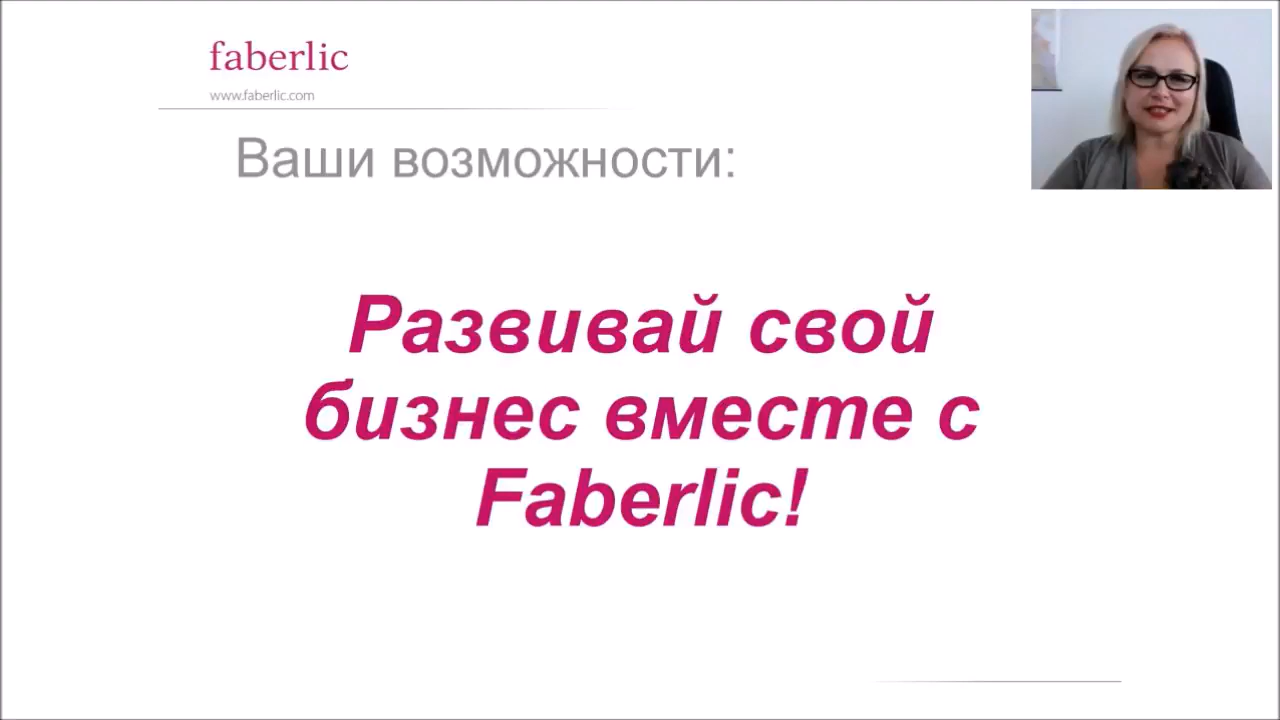 faberlic
www.faberlic.com
Ваши возможности:
Развивай свой
бизнес вместе с
Faberlic!